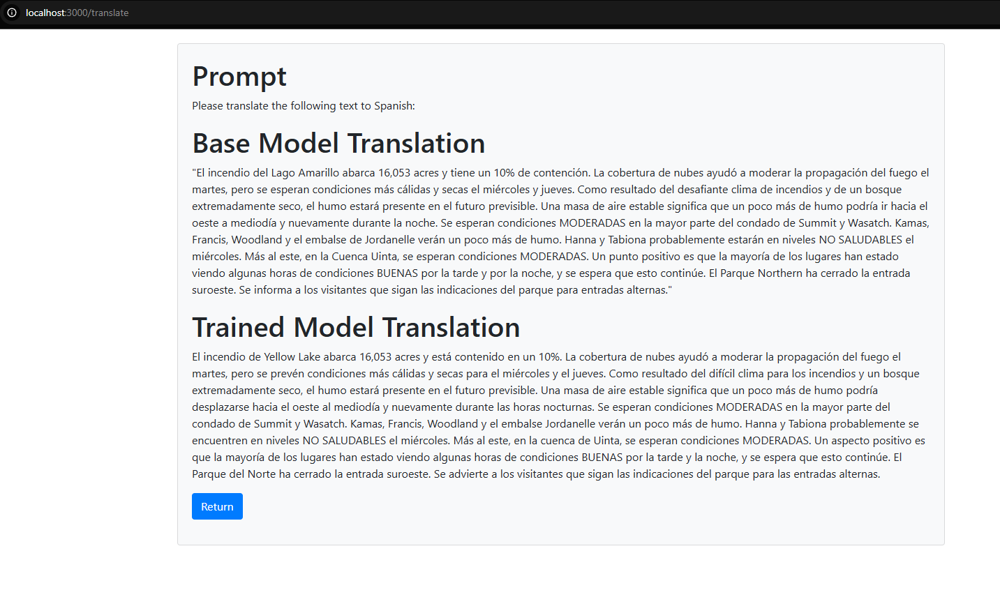 localhost:3000/translate
Prompt
Please translate the following text to Spanish:
Base Model Translation
"El incendio del Lago Amarillo abarca 16,053 acres y tiene un 10% de contención. La cobertura de nubes ayudó a moderar la propagación del fuego el
martes, pero se esperan condiciones más cálidas y secas el miércoles y jueves. Como resultado del desafiante clima de incendios y de un bosque
extremadamente seco, el humo estará presente en el futuro previsible. Una masa de aire estable significa que un poco más de humo podría ir hacia el
oeste a mediodía y nuevamente durante la noche. Se esperan condiciones MODERADAS en la mayor parte del condado de Summit y Wasatch. Kamas,
Francis, Woodland y el embalse de Jordanelle verán un poco más de humo. Hanna y Tabiona probablemente estarán en niveles NO SALUDABLES el
miércoles. Más al este, en la Cuenca Uinta, se esperan condiciones MODERADAS. Un punto positivo es que la mayoría de los lugares han estado
viendo algunas horas de condiciones BUENAS por la tarde y por la noche, y se espera que esto continúe. El Parque Northern ha cerrado la entrada
suroeste. Se informa a los visitantes que sigan las indicaciones del parque para entradas alternas."
Trained Model Translation
El incendio de Yellow Lake abarca 16,053 acres y está contenido en un 10%. La cobertura de nubes ayudó a moderar la propagación del fuego el
martes, pero se prevén condiciones más cálidas y secas para el miércoles y el jueves. Como resultado del difícil clima para los incendios y un bosque
extremadamente seco, el humo estará presente en el futuro previsible. Una masa de aire estable significa que un poco más de humo podría
desplazarse hacia el oeste al mediodía y nuevamente durante las horas nocturnas. Se esperan condiciones MODERADAS en la mayor parte del
condado de Summit y Wasatch. Kamas, Francis, Woodland y el embalse Jordanelle verán un poco más de humo. Hanna y Tabiona probablemente se
encuentren en niveles NO SALUDABLES el miércoles. Más al este, en la cuenca de Uinta, se esperan condiciones MODERADAS. Un aspecto positivo es
que la mayoría de los lugares han estado viendo algunas horas de condiciones BUENAS por la tarde y la noche, y se espera que esto continúe. El
Parque del Norte ha cerrado la entrada suroeste. Se advierte a los visitantes que sigan las indicaciones del parque para las entradas alternas.
Return